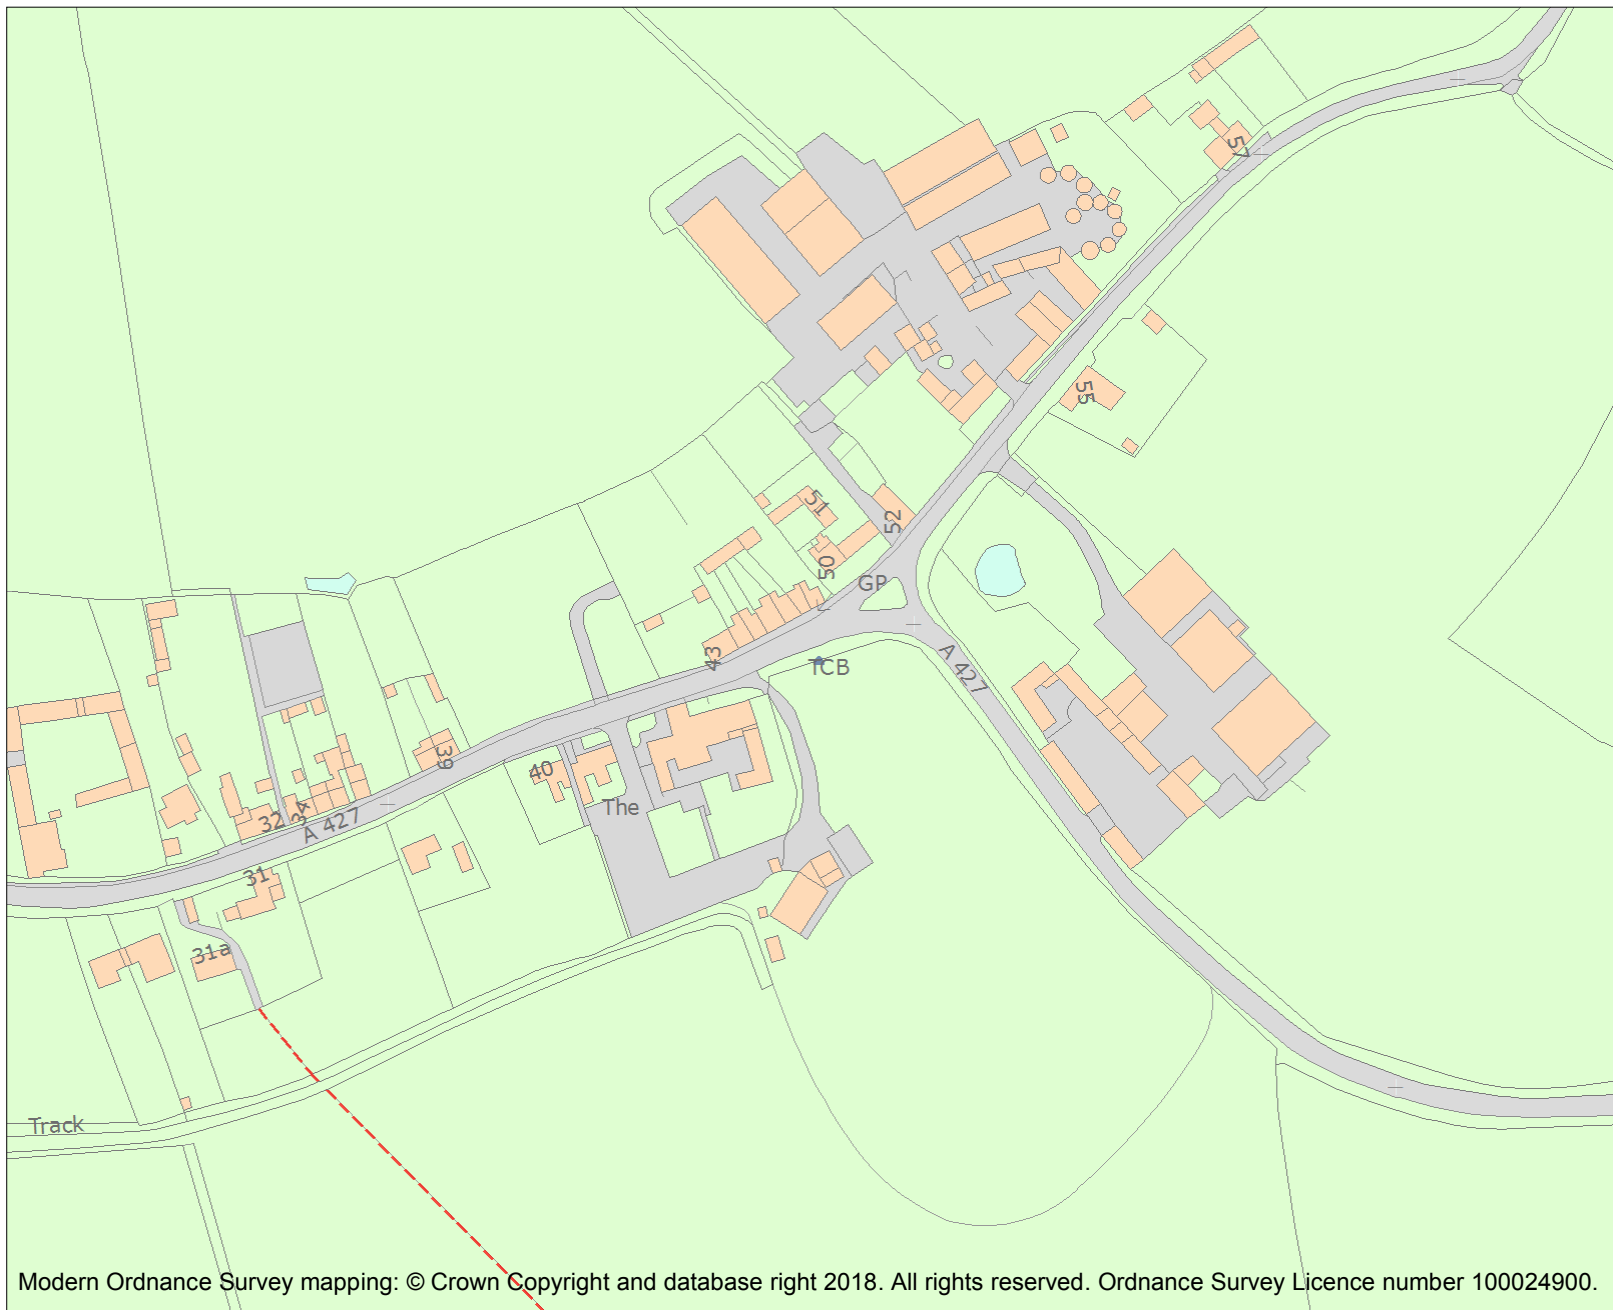 57
55
51
52
50
GP
43
TCB
A 427
39
40
The
34
32
A 427
31
31a
Track
Modern Ordnance Survey mapping: © Crown Copyright and database right 2018. All rights reserved. Ordnance Survey Licence number 100024900.